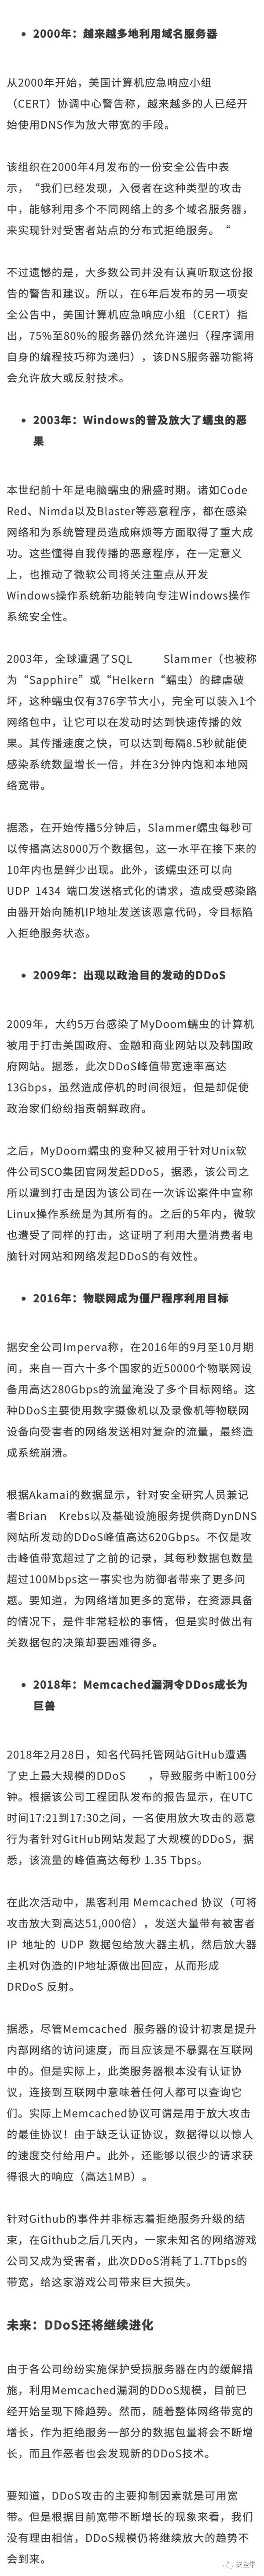 • 2000年：越来越多地利用域名服务器
从2000年开始，美国计算机应急响应小组
（CERT）协调中心警告称，越来越多的人已经开
始使用DNS作为放大带宽的手段。
该组织在2000年4月发布的一份安全公告中表
示，“我们已经发现，入侵者在这种类型的攻击
中，能够利用多个不同网络上的多个域名服务器，
来实现针对受害者站点的分布式拒绝服务。“
不过遗憾的是，大多数公司并没有认真听取这份报
告的警告和建议。所以，在6年后发布的另一项安
全公告中，美国计算机应急响应小组（CERT）指
出，75%至80%的服务器仍然允许递归（程序调用
自身的编程技巧称为递归），该DNS服务器功能将
会允许放大或反射技术。
• 2003年：Windows的普及放大了蠕虫的恶
果
本世纪前十年是电脑蠕虫的鼎盛时期。诸如Code
Red、Nimda以及Blaster等恶意程序，都在感染
网络和为系统管理员造成麻烦等方面取得了重大成
功。这些懂得自我传播的恶意程序，在一定意义
上，也推动了微软公司将关注重点从开发
Windows操作系统新功能转向专注Windows操作
系统安全性。
2003年，全球遭遇了SQL Slammer（也被称
为“Sapphire”或“Helkern“蠕虫）的肆虐破
坏，这种蠕虫仅有376字节大小，完全可以装入1个
网络包中，让它可以在发动时达到快速传播的效
果。其传播速度之快，可以达到每隔8.5秒就能使
感染系统数量增长一倍，并在3分钟内饱和本地网
络宽带。
据悉，在开始传播5分钟后，Slammer蠕虫每秒可
以传播高达8000万个数据包，这一水平在接下来的
10年内也是鲜少出现。此外，该蠕虫还可以向
UDP 1434 端口发送格式化的请求，造成受感染路
由器开始向随机IP地址发送该恶意代码，令目标陷
入拒绝服务状态。
• 2009年：出现以政治目的发动的DDoS
2009年，大约5万台感染了MyDoom蠕虫的计算机
被用于打击美国政府、金融和商业网站以及韩国政
府网站。据悉，此次DDoS峰值带宽速率高达
13Gbps，虽然造成停机的时间很短，但是却促使
政治家们纷纷指责朝鲜政府。
之后，MyDoom蠕虫的变种又被用于针对Unix软
件公司SCO集团官网发起DDoS，据悉，该公司之
所以遭到打击是因为该公司在一次诉讼案件中宣称
Linux操作系统是为其所有的。之后的5年内，微软
也遭受了同样的打击，这证明了利用大量消费者电
脑针对网站和网络发起DDoS的有效性。
• 2016年：物联网成为僵尸程序利用目标
据安全公司Imperva称，在2016年的9月至10月期
间，来自一百六十多个国家的近50000个物联网设
备用高达280Gbps的流量淹没了多个目标网络。这
种DDoS主要使用数字摄像机以及录像机等物联网
设备向受害者的网络发送相对复杂的流量，最终造
成系统崩溃。
根据Akamai的数据显示，针对安全研究人员兼记
者Brian Krebs以及基础设施服务提供商DynDNS
网站所发动的DDoS峰值高达620Gbps。不仅是攻
击峰值带宽超过了之前的记录，其每秒数据包数量
超过100Mbps这一事实也为防御者带来了更多问
题。要知道，为网络增加更多的宽带，在资源具备
的情况下，是件非常轻松的事情，但是实时做出有
关数据包的决策却要困难得多。
• 2018年：Memcached漏洞令DDos成长为
巨兽
2018年2月28日，知名代码托管网站GitHub遭遇
了史上最大规模的DDoS ，导致服务中断100分
钟。根据该公司工程团队发布的报告显示，在UTC
时间17:21到17:30之间，一名使用放大攻击的恶意
行为者针对GitHub网站发起了大规模的DDoS，据
悉，该流量的峰值高达每秒 1.35 Tbps。
在此次活动中，黑客利用 Memcached 协议（可将
攻击放大到高达51,000倍），发送大量带有被害者
IP 地址的 UDP 数据包给放大器主机，然后放大器
主机对伪造的IP地址源做出回应，从而形成
DRDoS 反射。
据悉，尽管Memcached 服务器的设计初衷是提升
内部网络的访问速度，而且应该是不暴露在互联网
中的。但是实际上，此类服务器根本没有认证协
议，连接到互联网中意味着任何人都可以查询它
们。实际上Memcached协议可谓是用于放大攻击
的最佳协议！由于缺乏认证协议，数据得以以惊人
的速度交付给用户。此外，还能够以很少的请求获
得很大的响应（高达1MB）。
针对Github的事件并非标志着拒绝服务升级的结
束，在Github之后几天内，一家未知名的网络游戏
公司又成为受害者，此次DDoS消耗了1.7Tbps的
带宽，给这家游戏公司带来巨大损失。
未来：DDoS还将继续进化
由于各公司纷纷实施保护受损服务器在内的缓解措
施，利用Memcached漏洞的DDoS规模，目前已
经开始呈现下降趋势。然而，随着整体网络带宽的
增长，作为拒绝服务一部分的数据包量将会不断增
长，而且作恶者也会发现新的DDoS技术。
要知道，DDoS攻击的主要抑制因素就是可用宽
带。但是根据目前宽带不断增长的现象来看，我们
没有理由相信，DDoS规模仍将继续放大的趋势不
会到来。
安全牛